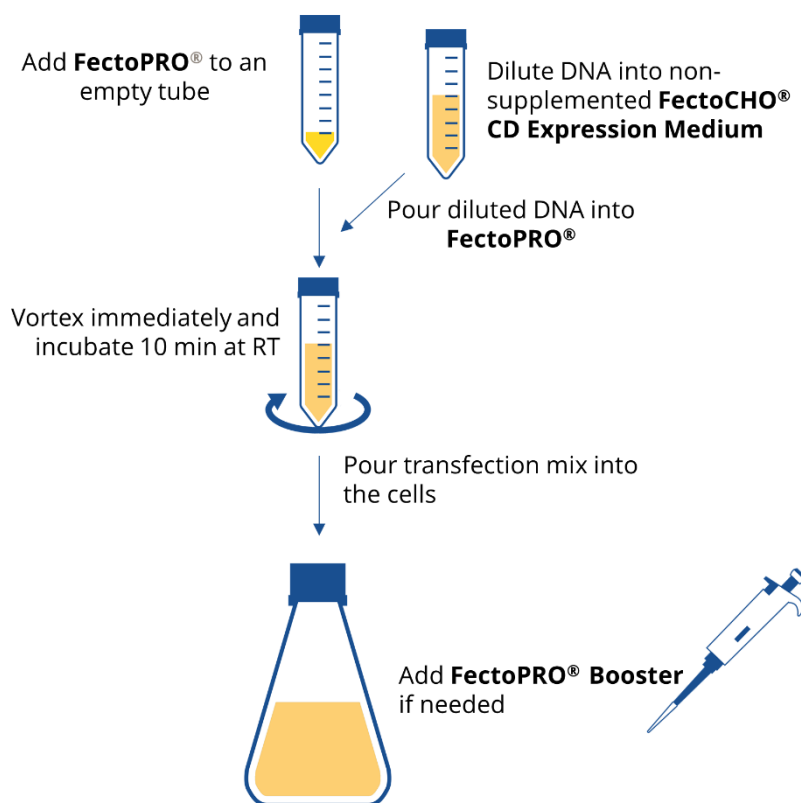 Add FectoPRO® to an
empty tube
Dilute DNA into non-
supplemented FectoCHO®
CD Expression Medium
Pour diluted DNA into
FectoPRO®
Vortex immediately and
incubate 10 min at RT
Pour transfection mix into
the cells
Add FectoPRO® Booster
if needed